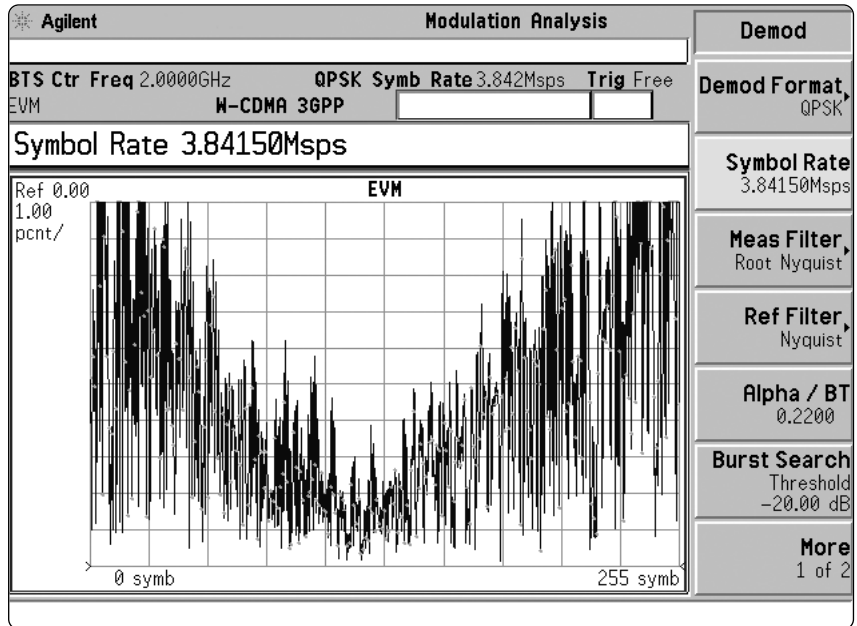 Agilent
Modulation Analysis
BTS Ctr Freq 2.0000GHz QPSK Symb Rate 3.842Msps Trig Free
EVM W-CDMA 3GPP
Symbol Rate 3.84150Msps
Ref 0.00
1.00
pcnt/
EVM
0 symb
255 symb
Demod
Demod Format
QPSK
Symbol Rate
3.84150Msps
Meas Filter
Root Nyquist
Ref Filter
Nyquist
Alpha / BT
0.2200
Burst Search
Threshold
-20.00 dB
More
1 of 2